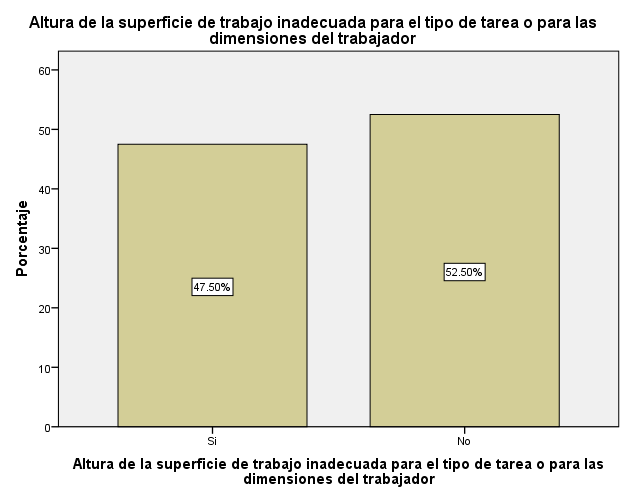 Altura de la superficie de trabajo inadecuada para el tipo de tarea o para las
dimensiones del trabajador
60
50
40
30
20
10
0
Porcentaje
47.50%
52.50%
Si
No
Altura de la superficie de trabajo inadecuada para el tipo de tarea o para las
dimensiones del trabajador